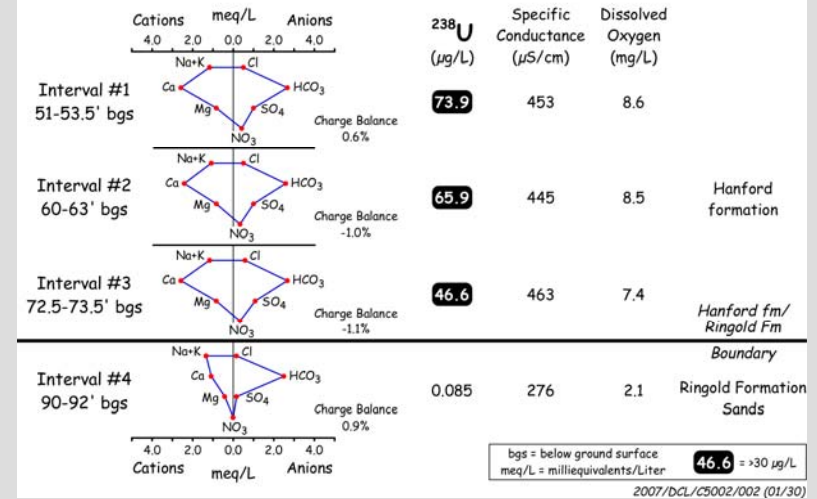 Cations meq/L Anions
4.0 2.0 0.0 2.0 4.0
238U
(µg/L)
Specific
Conductance
(µS/cm)
Dissolved
Oxygen
(mg/L)
Interval #1
51-53.5' bgs
Na+K Cl
Ca HCO3
Mg SO4
NO3
Charge Balance
0.6%
73.9 453 8.6
Interval #2
60-63' bgs
Na+K Cl
Ca HCO3
Mg SO4
NO3
Charge Balance
-1.0%
65.9 445 8.5
Hanford
formation
Interval #3
72.5-73.5' bgs
Na+K Cl
Ca HCO3
Mg SO4
NO3
Charge Balance
-1.1%
46.6 463 7.4
Hanford fm/
Ringold Fm
Boundary
Interval #4
90-92' bgs
Na+K Cl
Ca HCO3
Mg SO4
NO3
Charge Balance
0.9%
0.085 276 2.1
Ringold Formation
Sands
4.0 2.0 0.0 2.0 4.0
Cations meq/L Anions
bgs = below ground surface
meq/L = milliequivalents/Liter
46.6 = >30 µg/L
2007/DCL/C5002/002 (01/30)